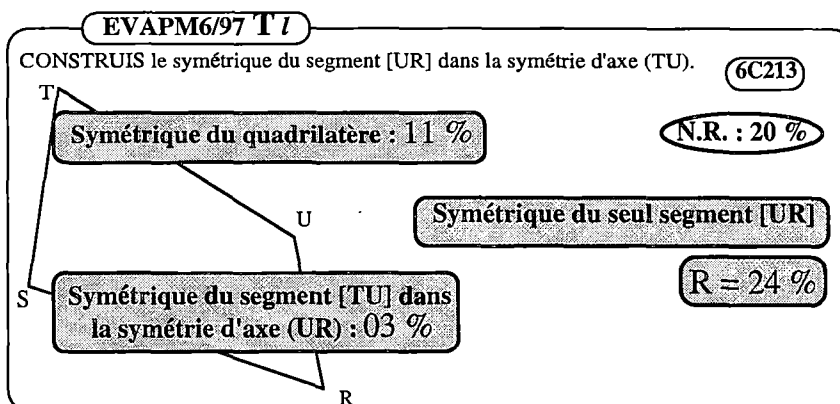 EVAPM6/97 T l
CONSTRUIS le symétrique du segment [UR] dans la symétrie d'axe (TU).
6C213
T
Symétrique du quadrilatère : 11 %
N.R. : 20 %
U
Symétrique du seul segment [UR]
R = 24 %
S
Symétrique du segment [TU] dans
la symétrie d'axe (UR) : 03 %
R